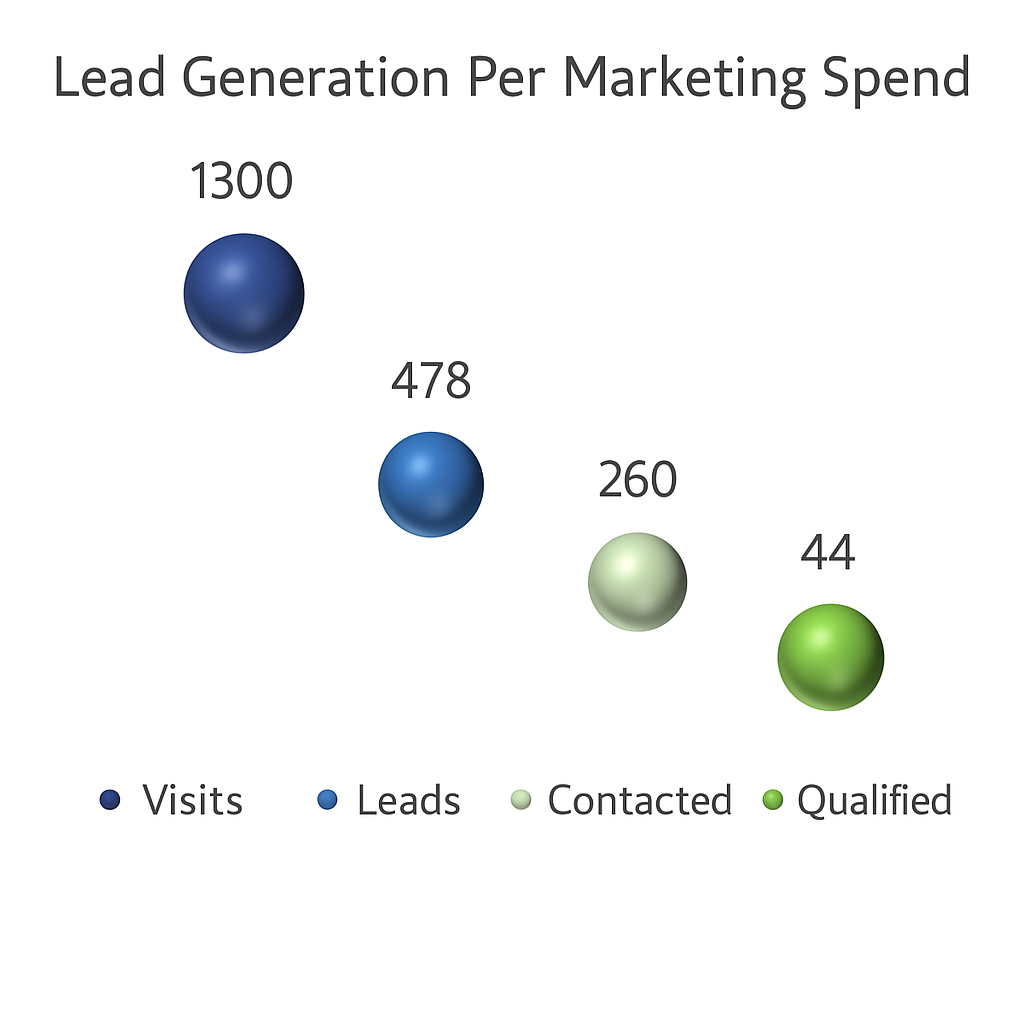 Lead Generation Per Marketing Spend
1300
478
260
44
Visits
Leads
Contacted
Qualified